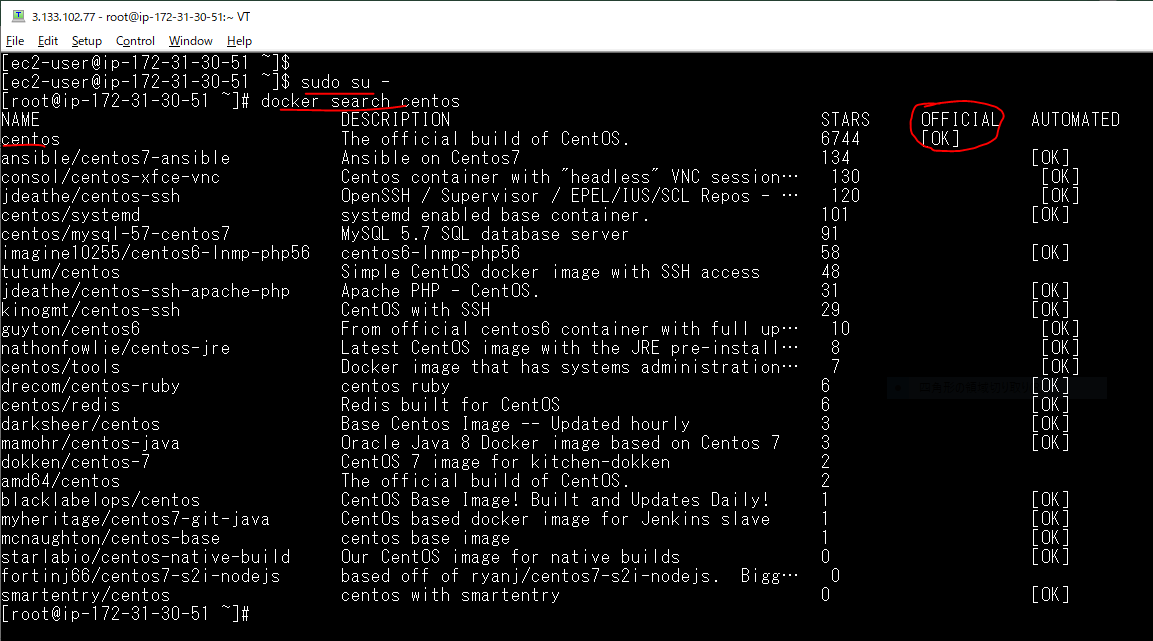 3.133.102.77 - root@ip-172-31-30-51:~ VT
File Edit Setup Control Window Help
[ec2-user@ip-172-31-30-51 ~]$
[ec2-user@ip-172-31-30-51 ~]$ sudo su -
[root@ip-172-31-30-51 ~]# docker search centos
NAME DESCRIPTION STARS OFFICIAL AUTOMATED
centos The official build of CentOS. 6744 [OK]
ansible/centos7-ansible Ansible on Centos7 134 [OK]
consol/centos-xfce-vnc Centos container with "headless" VNC session… 130 [OK]
jdeathe/centos-ssh OpenSSH / Supervisor / EPEL/IUS/SCL Repos - … 120 [OK]
centos/systemd systemd enabled base container. 101 [OK]
centos/mysql-57-centos7 MySQL 5.7 SQL database server 91
imagine10255/centos6-lnmp-php56 centos6-lnmp-php56 58 [OK]
tutum/centos Simple CentOS docker image with SSH access 48
jdeathe/centos-ssh-apache-php Apache PHP - CentOS. 31 [OK]
kinogmt/centos-ssh CentOS with SSH 29 [OK]
guyton/centos6 From official centos6 container with full up… 10 [OK]
nathonfowlie/centos-jre Latest CentOS image with the JRE pre-install… 8 [OK]
centos/tools Docker image that has systems administration… 7 [OK]
drecom/centos-ruby centos ruby 6 [OK]
centos/redis Redis built for CentOS 6 [OK]
darksheer/centos Base Centos Image -- Updated hourly 3 [OK]
mamohr/centos-java Oracle Java 8 Docker image based on Centos 7 3 [OK]
dokken/centos-7 CentOS 7 image for kitchen-dokken 2
amd64/centos The official build of CentOS. 2
blacklabelops/centos CentOS Base Image! Built and Updates Daily! 1 [OK]
myheritage/centos7-git-java CentOs based docker image for Jenkins slave 1 [OK]
mcnaughton/centos-base centos base image 1 [OK]
starlabio/centos-native-build Our CentOS image for native builds 0 [OK]
fortinj66/centos7-s2i-nodejs based off of ryanj/centos7-s2i-nodejs. Bigg… 0
smartentry/centos centos with smartentry 0 [OK]
[root@ip-172-31-30-51 ~]#